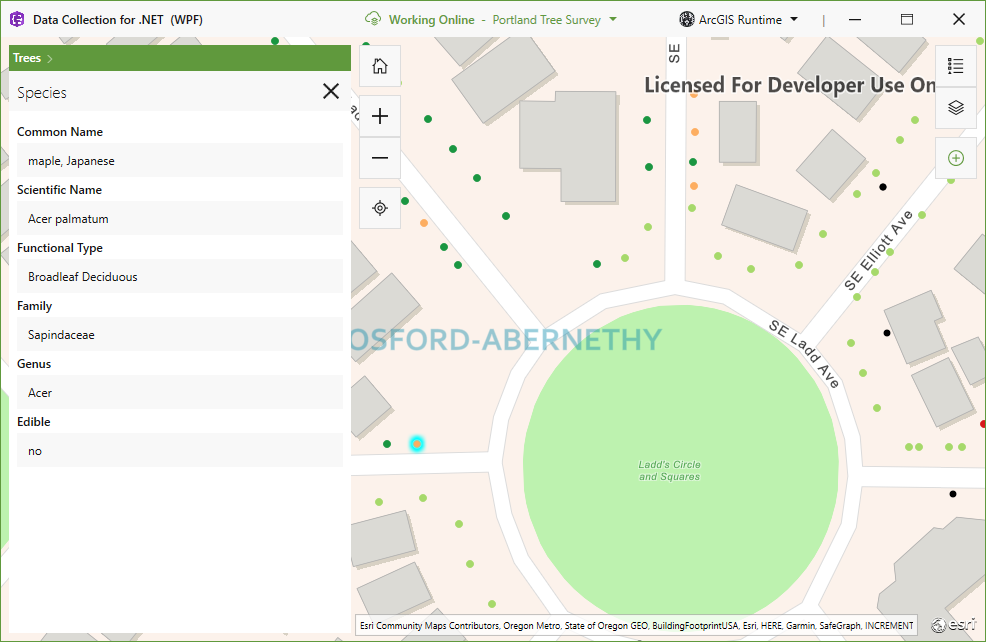 Data Collection for .NET (WPF)
Working Online - Portland Tree Survey
ArcGIS Runtime
Trees
Species
Common Name
maple, Japanese
Scientific Name
Acer palmatum
Functional Type
Broadleaf Deciduous
Family
Sapindaceae
Genus
Acer
Edible
no
SE
Licensed For Developer Use On
SE Elliott Ave
OSFORD-ABERNETHY
SE Ladd Ave
Ladd's Circle
and Squares
Esri Community Maps Contributors, Oregon Metro, State of Oregon GEO, BuildingFootprintUSA, Esri, HERE, Garmin, SafeGraph, INCREMENT
esri